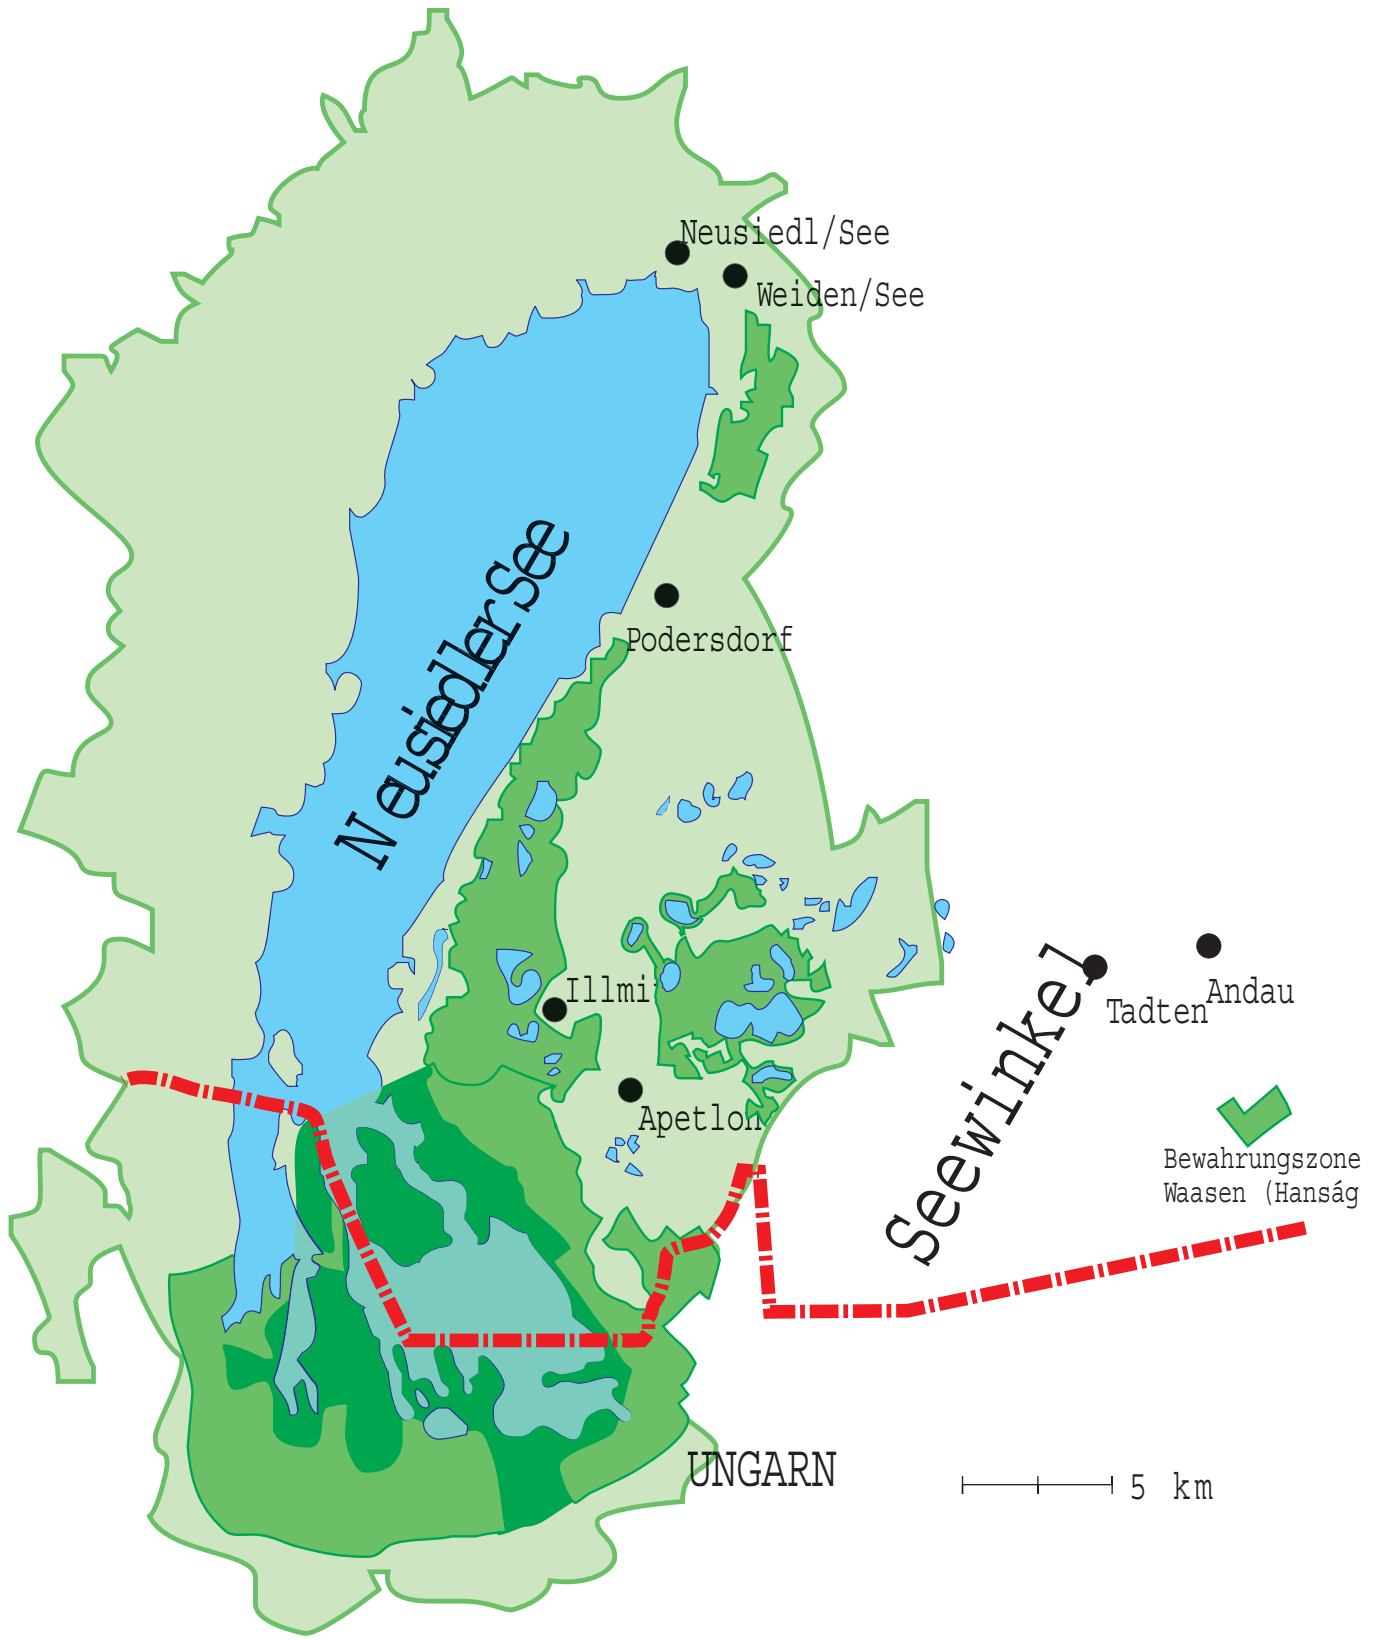 Neusiedl/See
Weiden/See
Neusiedler See
Podersdorf
Illmi
Seewinkel
Tadten
Andau
Apetlon
Bewahrungszone
Waasen (Hanság
UNGARN
5 km